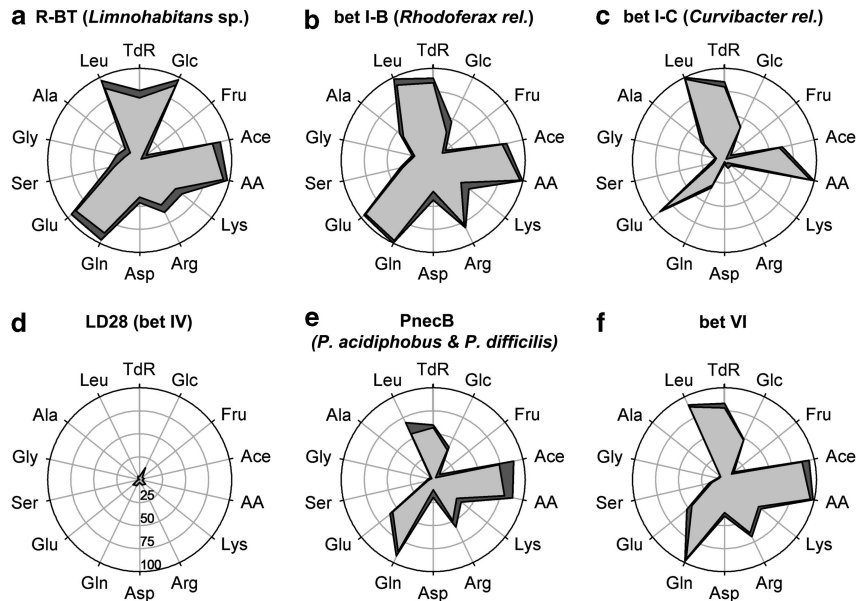 a R-BT (Limnohabitans sp.)
TdR
Glc
Fru
Ace
AA
Lys
Arg
Asp
Gln
Glu
Ser
Gly
Ala
Leu
b bet I-B (Rhodoferax rel.)
TdR
Glc
Fru
Ace
AA
Lys
Arg
Asp
Gln
Glu
Ser
Gly
Ala
Leu
c bet I-C (Curvibacter rel.)
TdR
Glc
Fru
Ace
AA
Lys
Arg
Asp
Gln
Glu
Ser
Gly
Ala
Leu
d LD28 (bet IV)
TdR
Glc
Fru
Ace
AA
Lys
Arg
Asp
Gln
Glu
Ser
Gly
Ala
Leu
25
50
75
100
e PnecB
(P. acidiphobus & P. difficilis)
TdR
Glc
Fru
Ace
AA
Lys
Arg
Asp
Gln
Glu
Ser
Gly
Ala
Leu
f bet VI
TdR
Glc
Fru
Ace
AA
Lys
Arg
Asp
Gln
Glu
Ser
Gly
Ala
Leu